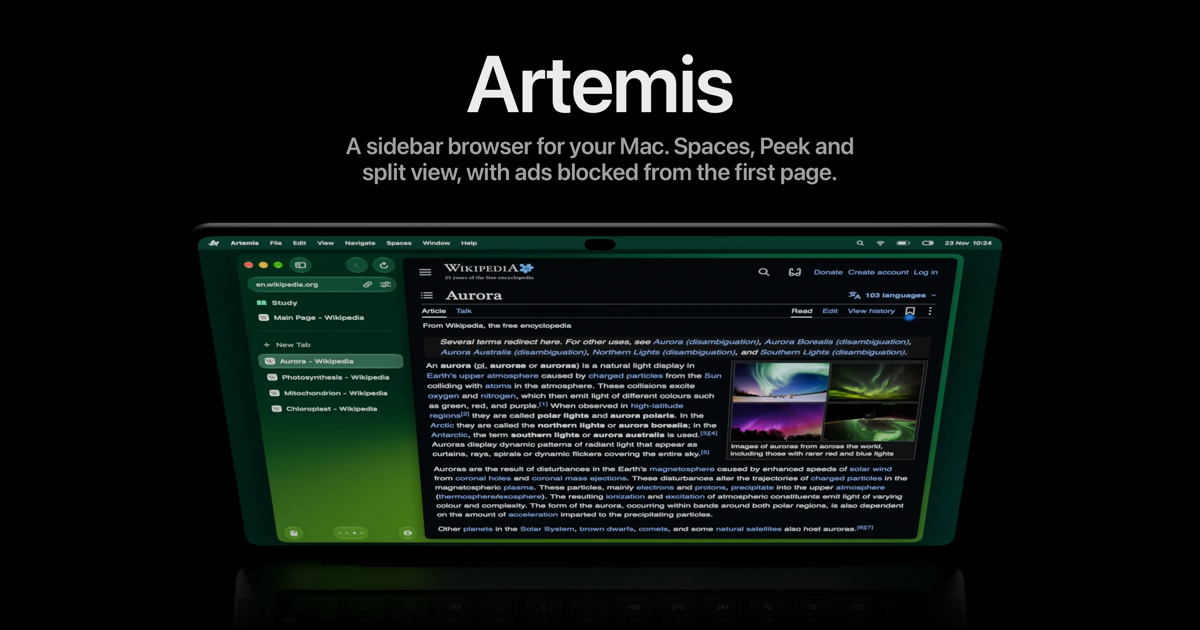 Artemis
A sidebar browser for your Mac. Spaces, Peek and
split view, with ads blocked from the first page.
Artemis File Edit View Navigate Spaces Window Help
23 Nov 10:24
en.wikipedia.org
Study
Main Page - Wikipedia
New Tab
Aurora - Wikipedia
Photosynthesis - Wikipedia
Mitochondrion - Wikipedia
Chloroplast - Wikipedia
WIKIPEDIA
25 years of the free encyclopedia
Donate Create account Log in
Aurora
103 languages
Article Talk
Read Edit View history
From Wikipedia, the free encyclopedia
Several terms redirect here. For other uses, see Aurora (disambiguation), Aurora Borealis (disambiguation),
Aurora Australis (disambiguation), Northern Lights (disambiguation), and Southern Lights (disambiguation).
An aurora (pl. aurorae or auroras) is a natural light display in
Earth's upper atmosphere caused by charged particles from the Sun
colliding with atoms in the atmosphere. These collisions excite
oxygen and nitrogen, which then emit light of different colours such
as green, red, and purple.[1] When observed in high-latitude
regions[2] they are called polar lights and aurora polaris. In the
Arctic they are called the northern lights or aurora borealis; in the
Antarctic, the term southern lights or aurora australis is used.[3][4]
Auroras display dynamic patterns of radiant light that appear as
curtains, rays, spirals or dynamic flickers covering the entire sky.[5]
Images of auroras from across the world,
including those with rarer red and blue lights
Auroras are the result of disturbances in the Earth's magnetosphere caused by enhanced speeds of solar wind
from coronal holes and coronal mass ejections. These disturbances alter the trajectories of charged particles in the
magnetospheric plasma. These particles, mainly electrons and protons, precipitate into the upper atmosphere
(thermosphere/exosphere). The resulting ionization and excitation of atmospheric constituents emit light of varying
colour and complexity. The form of the aurora, occurring within bands around both polar regions, is also dependent
on the amount of acceleration imparted to the precipitating particles.
Other planets in the Solar System, brown dwarfs, comets, and some natural satellites also host auroras.[6][7]